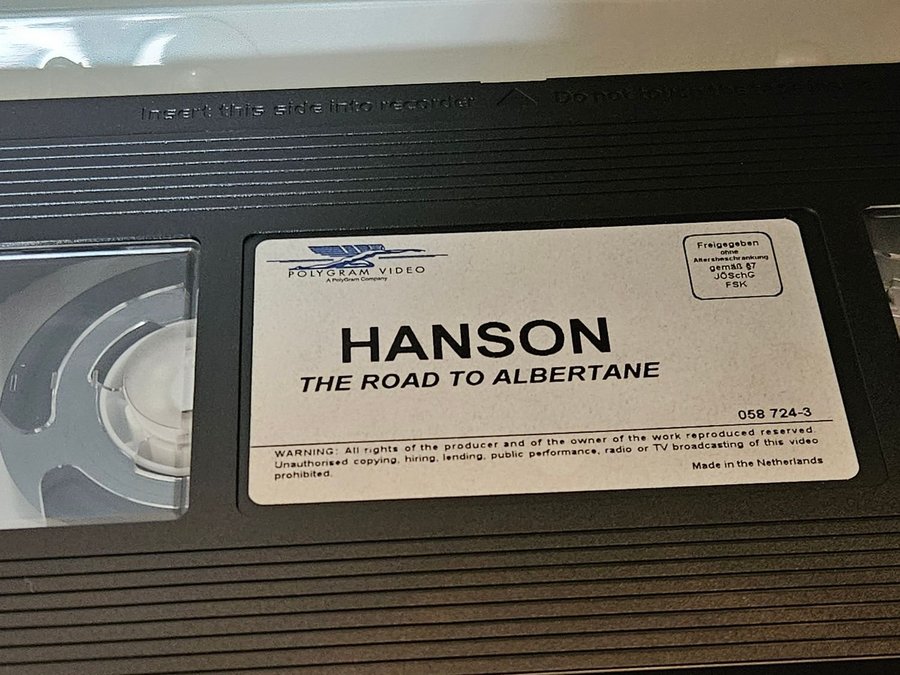 Insert this side into recorder Do not
POLYGRAM VIDEO
A PolyGram Company
Freigegeben
ohne
Altersbeschränkung
gemäß §7
JÖSchG
FSK
HANSON
THE ROAD TO ALBERTANE
058 724-3
WARNING: All rights of the producer and of the owner of the work reproduced reserved.
Unauthorised copying, hiring, lending, public performance, radio or TV broadcasting of this video
prohibited.
Made in the Netherlands